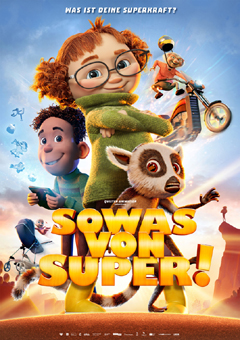 WAS IST DEINE SUPERKRAFT?
SOWAS
VON
SUPER!